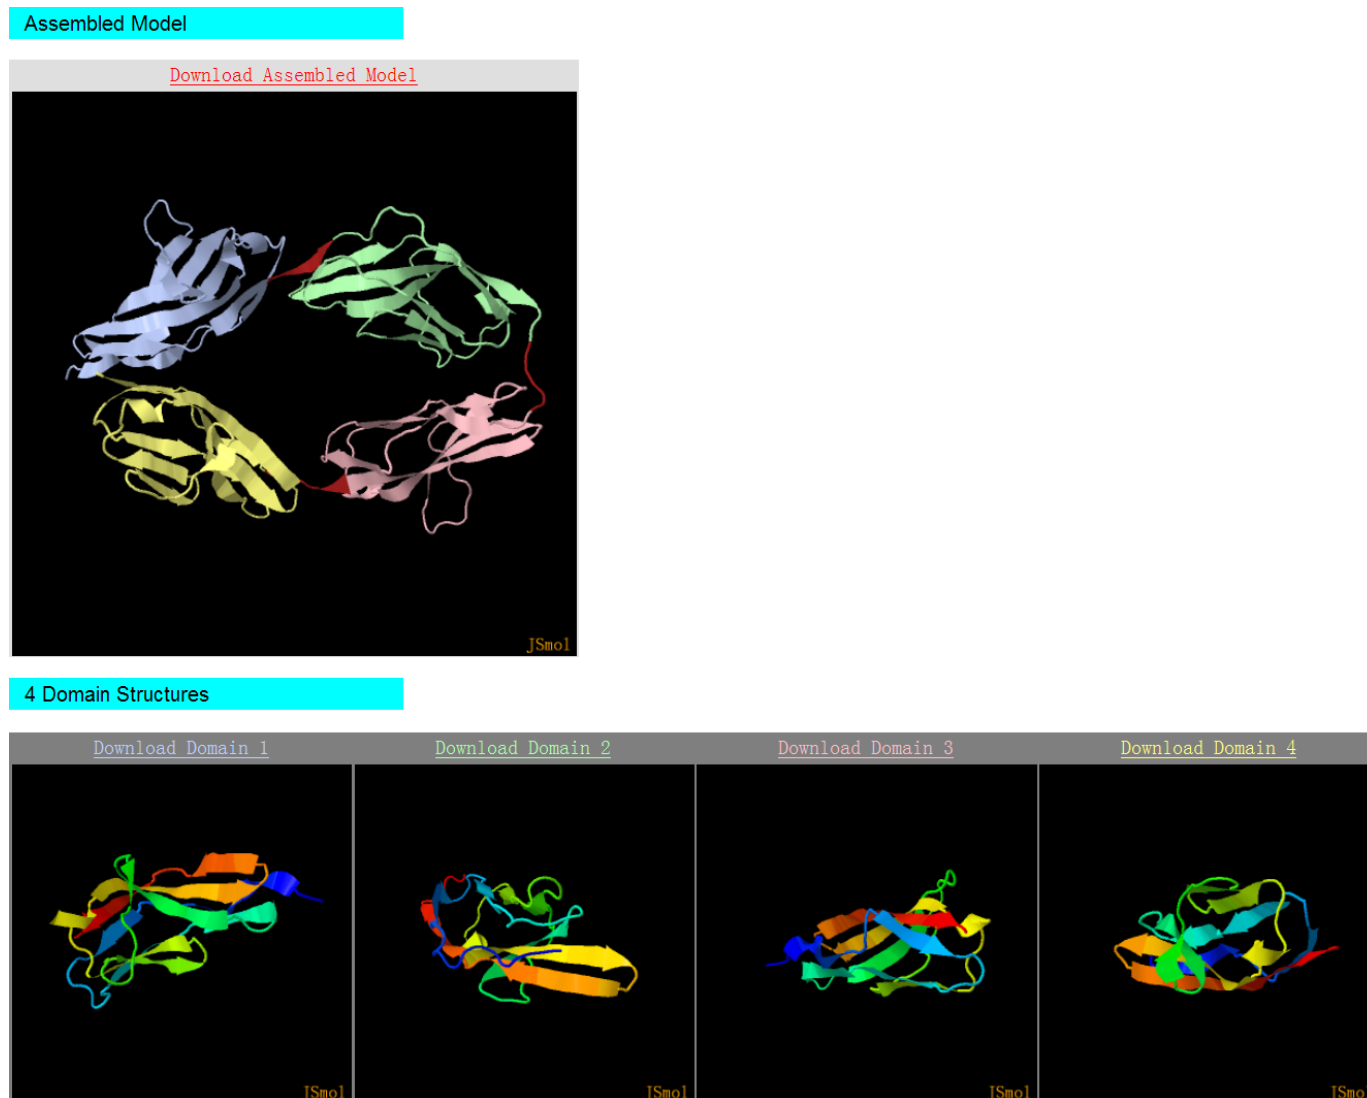 Assembled Model
Download Assembled Model
JSmol
4 Domain Structures
Download Domain 1
Download Domain 2
Download Domain 3
Download Domain 4
JSmol
JSmol
JSmol
JSmol